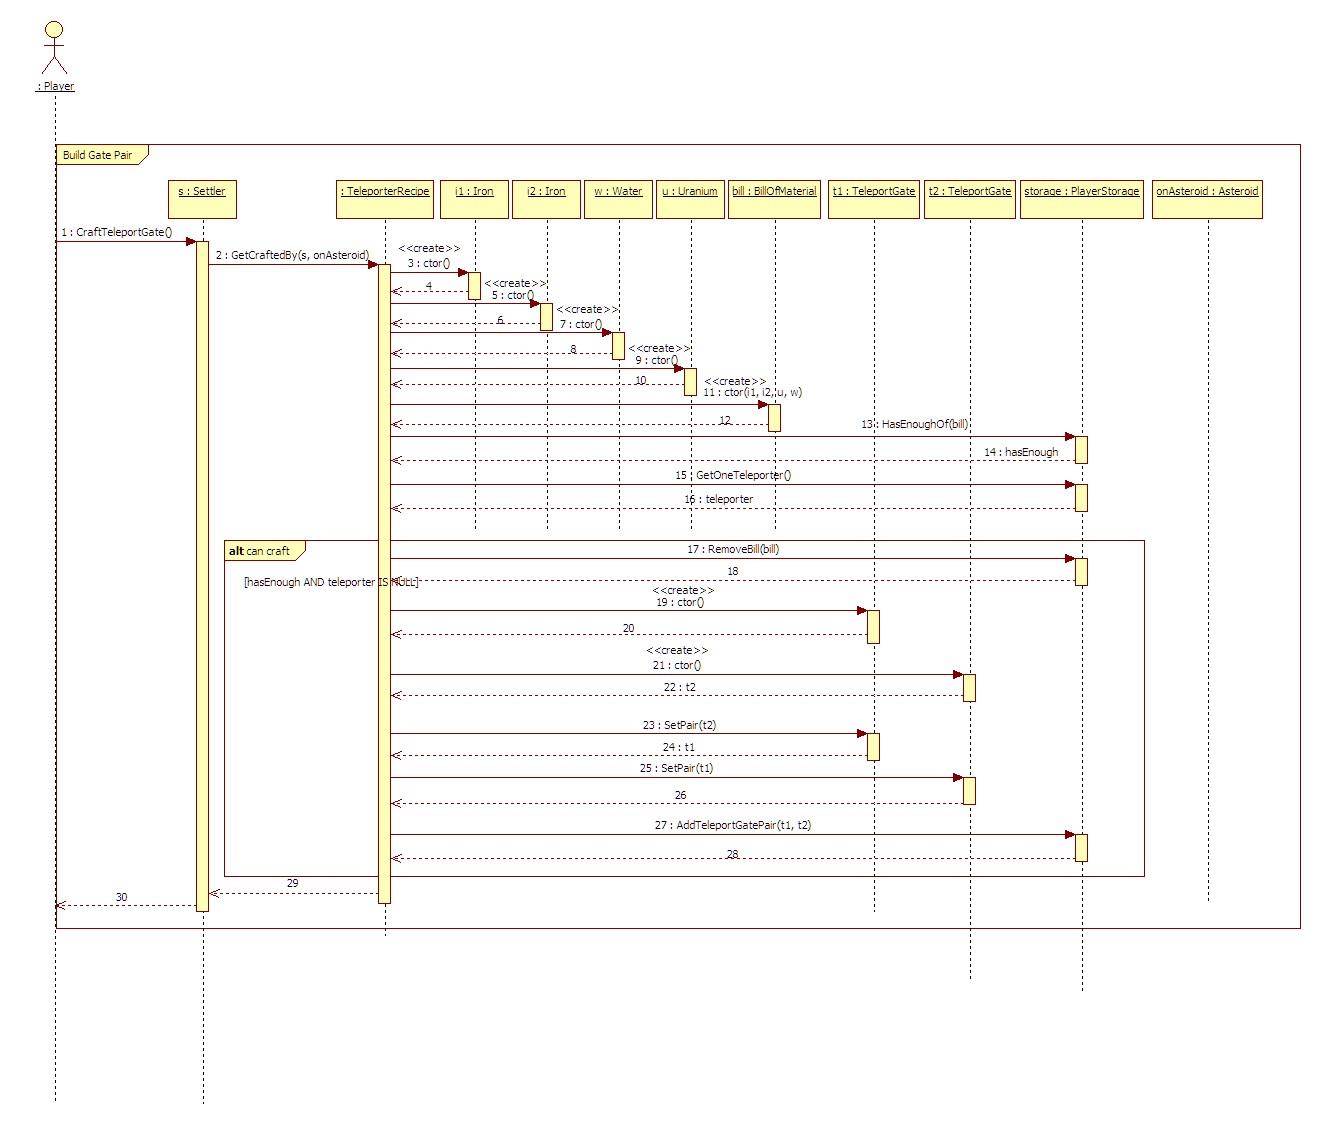 : Player
Build Gate Pair
s : Settler
: TeleporterRecipe
i1 : Iron
i2 : Iron
w : Water
u : Uranium
bill : BillOfMaterial
t1 : TeleportGate
t2 : TeleportGate
storage : PlayerStorage
onAsteroid : Asteroid
1 : CraftTeleportGate()
2 : GetCraftedBy(s, onAsteroid)
<<create>>
3 : ctor()
4
<<create>>
5 : ctor()
6
<<create>>
7 : ctor()
8
<<create>>
9 : ctor()
10
<<create>>
11 : ctor(i1, i2, u, w)
12
13 : HasEnoughOf(bill)
14 : hasEnough
15 : GetOneTeleporter()
16 : teleporter
alt can craft
17 : RemoveBill(bill)
18
[hasEnough AND teleporter IS NULL]
<<create>>
19 : ctor()
20
<<create>>
21 : ctor()
22 : t2
23 : SetPair(t2)
24 : t1
25 : SetPair(t1)
26
27 : AddTeleportGatePair(t1, t2)
28
29
30